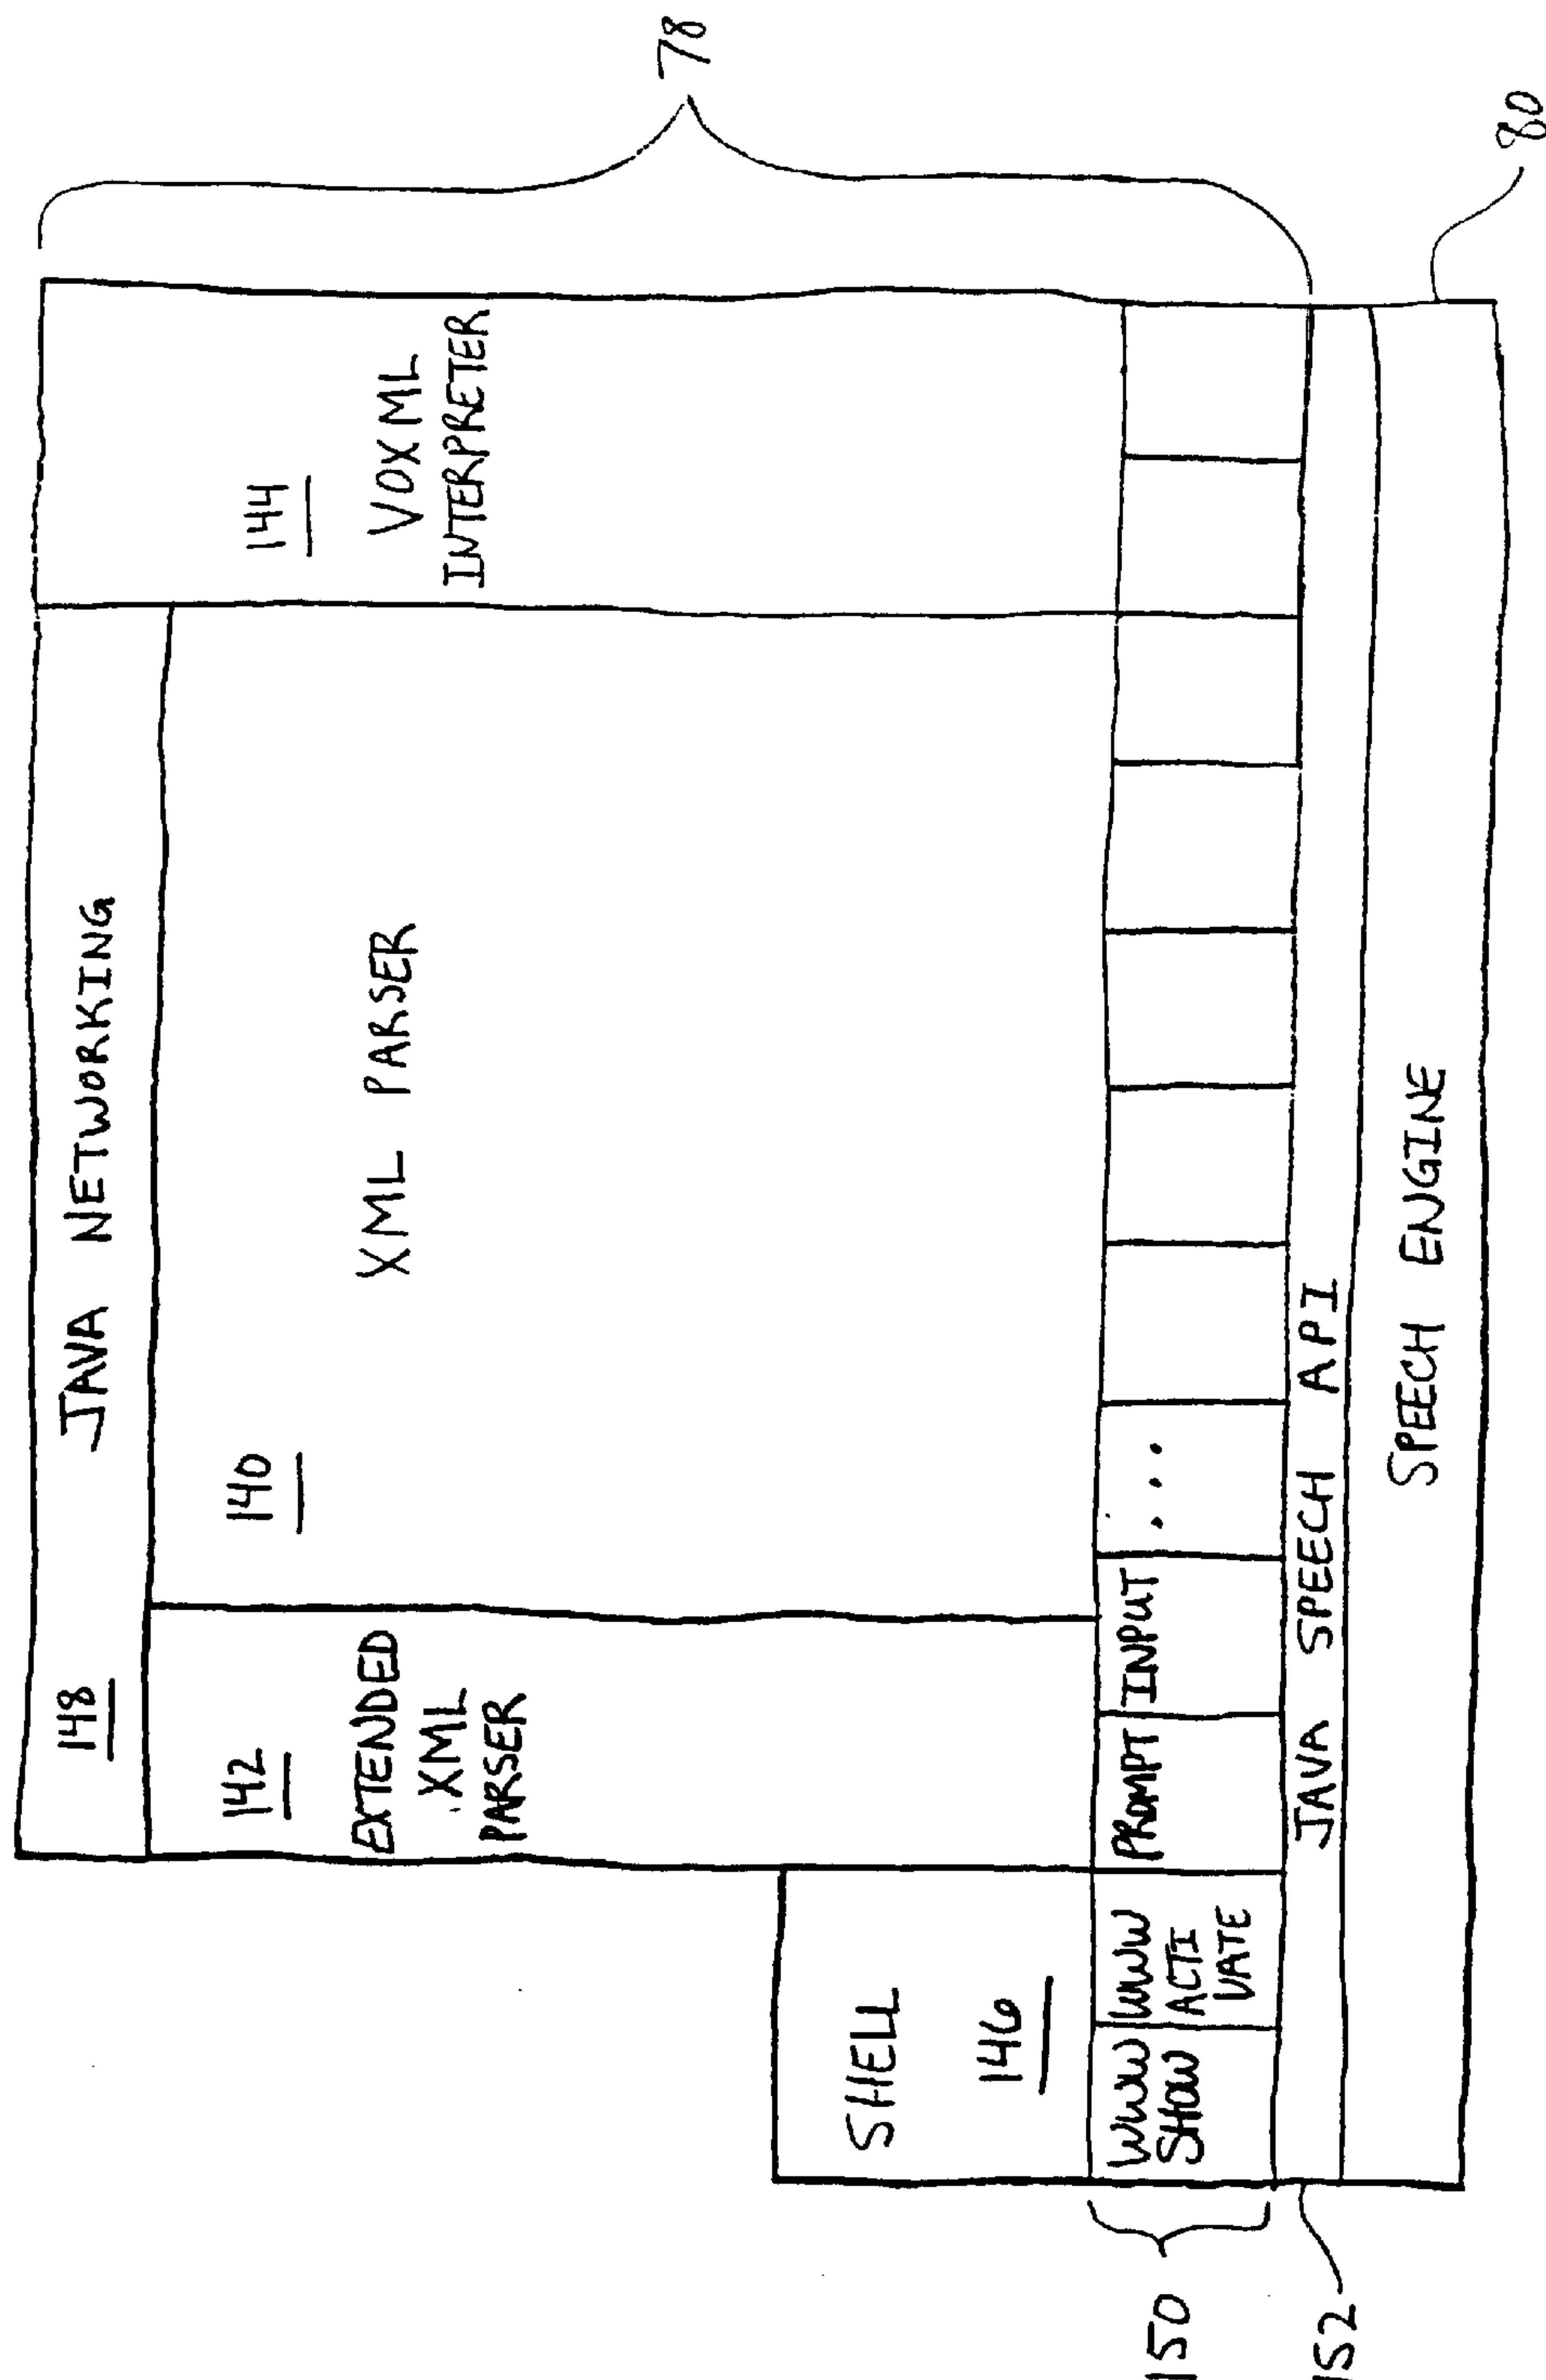 148
JAVA NETWORKING
142
EXTENDED
XML
PARSER
140
XML PARSER
144
VOXML
INTERPRETER
78
SHELL
146
WWW
SHOW
WWW
ACTI
VATE
PROMPT
INPUT
...
150
JAVA SPEECH API
152
SPEECH ENGINE
80